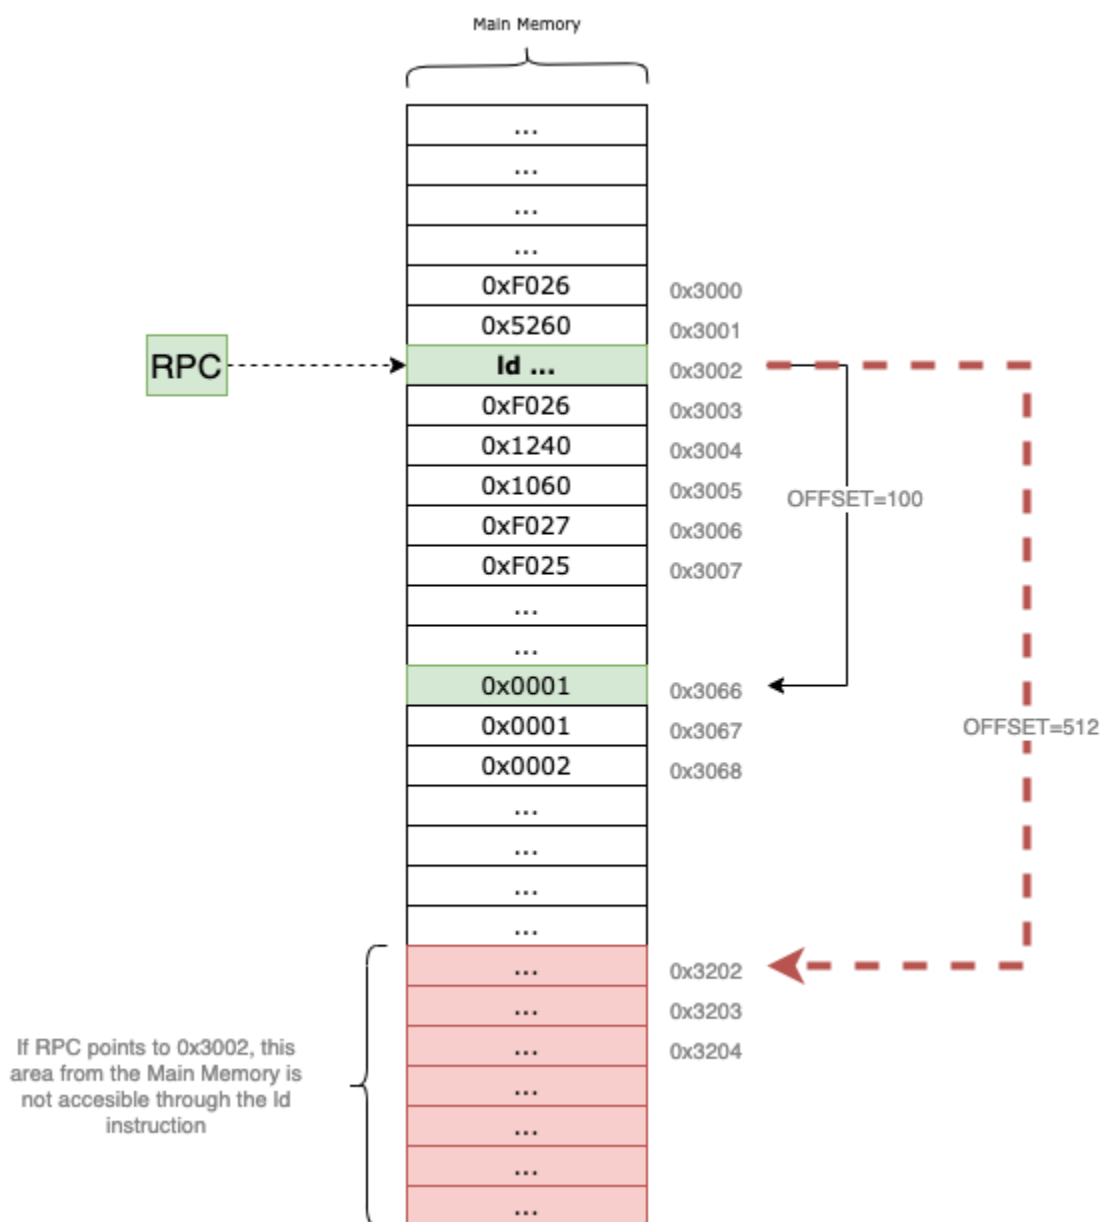 Main Memory
...
...
...
...
0xF026 0x3000
0x5260 0x3001
RPC ld ... 0x3002
0xF026 0x3003
0x1240 0x3004
0x1060 0x3005
OFFSET=100
0xF027 0x3006
0xF025 0x3007
...
...
0x0001 0x3066
0x0001 0x3067
OFFSET=512
0x0002 0x3068
...
...
...
...
... 0x3202
... 0x3203
... 0x3204
...
...
...
...
If RPC points to 0x3002, this
area from the Main Memory is
not accesible through the ld
instruction